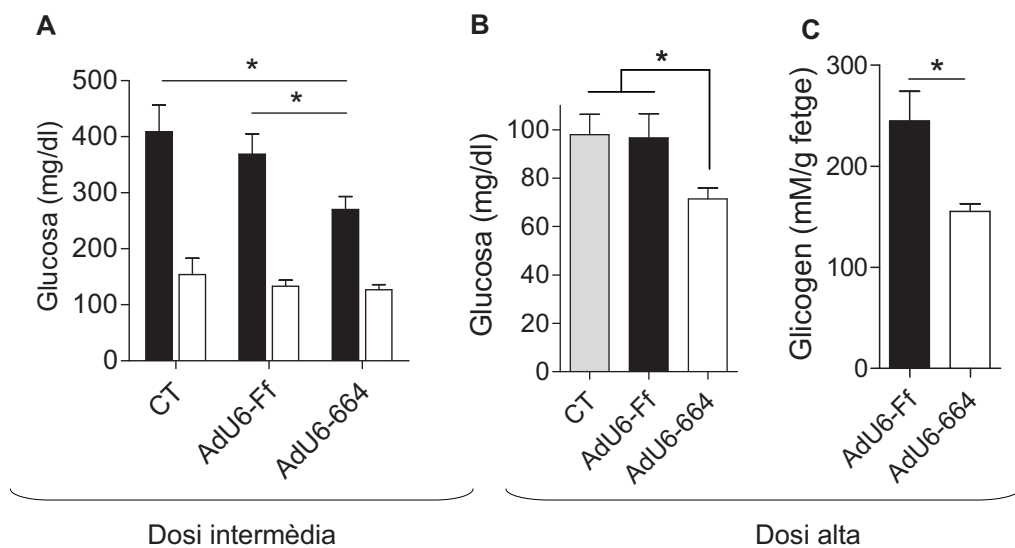 A
Glucosa (mg/dl)
500
400
300
200
100
0
*
*
CT
AdU6-Ff
AdU6-664
Dosi intermèdia
B
Glucosa (mg/dl)
100
80
60
40
20
0
*
CT
AdU6-Ff
AdU6-664
C
Glicogen (mM/g fetge)
300
200
100
0
*
AdU6-Ff
AdU6-664
Dosi alta